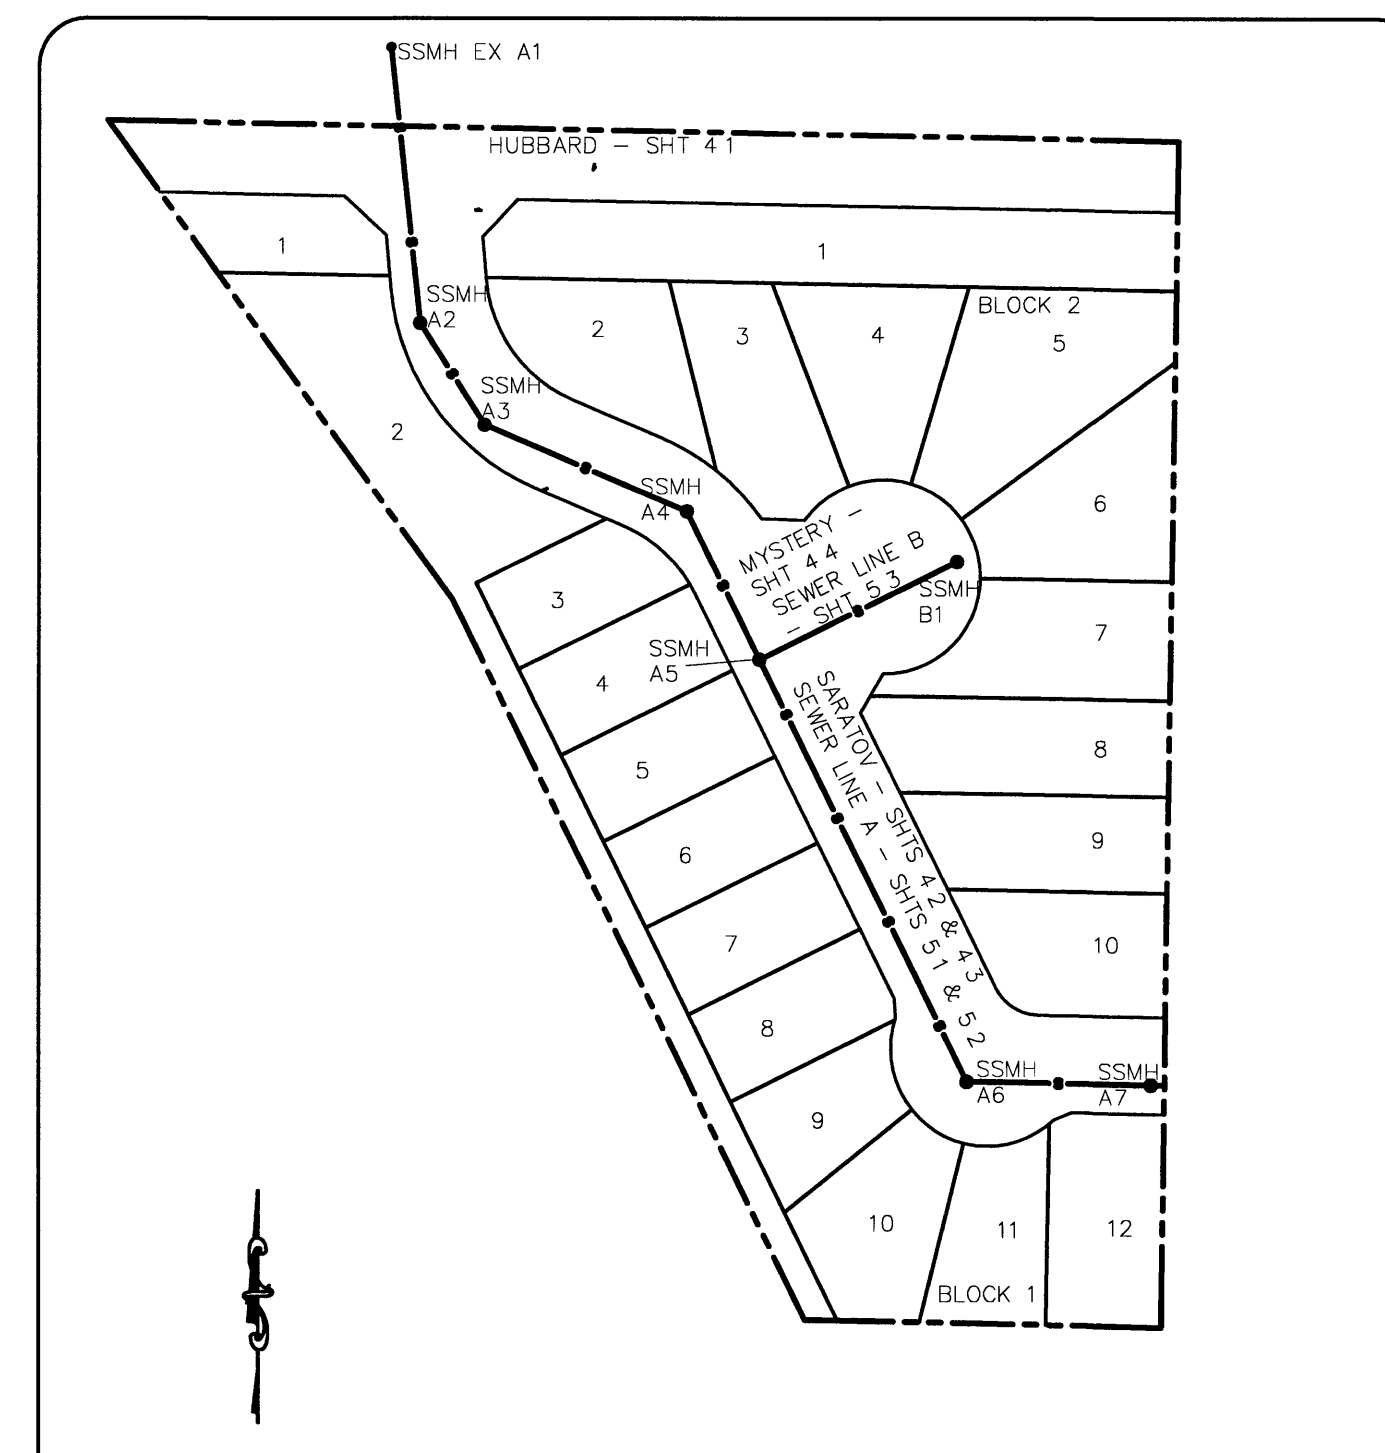 SSMH EX A1
HUBBARD - SHT 41
1
1
SSMH
A2
BLOCK 2
2
3
4
5
SSMH
A3
2
SSMH
A4
6
MYSTERY -
SHT 44
SEWER LINE B
- SHT 53
SSMH
B1
3
7
SSMH
A5
4
SARATOV - SHTS 42 & 43
SEWER LINE A - SHTS 51 & 52
8
5
9
6
7
10
8
SSMH
A6
SSMH
A7
9
10
11
12
BLOCK 1